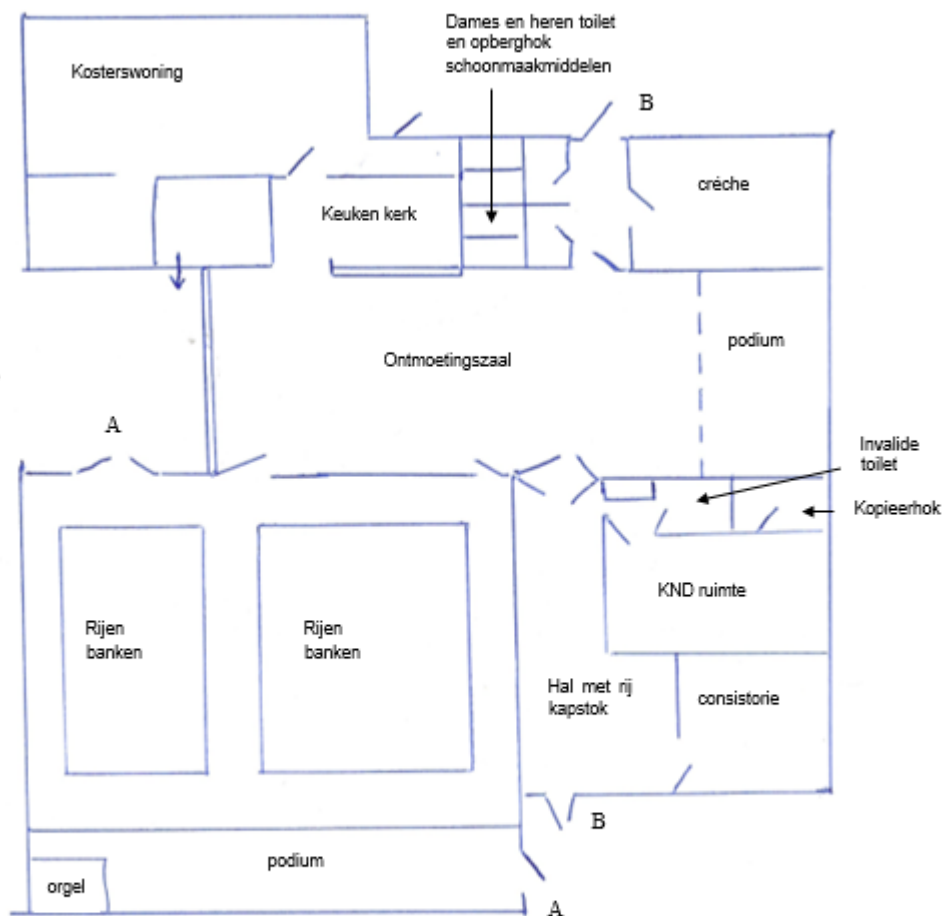 Dames en heren toilet
en opberghok
schoonmaakmiddelen
Kosterswoning
B
créche
Keuken kerk
podium
Ontmoetingszaal
A
Invalide
toilet
Kopieerhok
KND ruimte
Rijen
banken
Rijen
banken
Hal met rij
kapstok
consistorie
B
podium
orgel
A